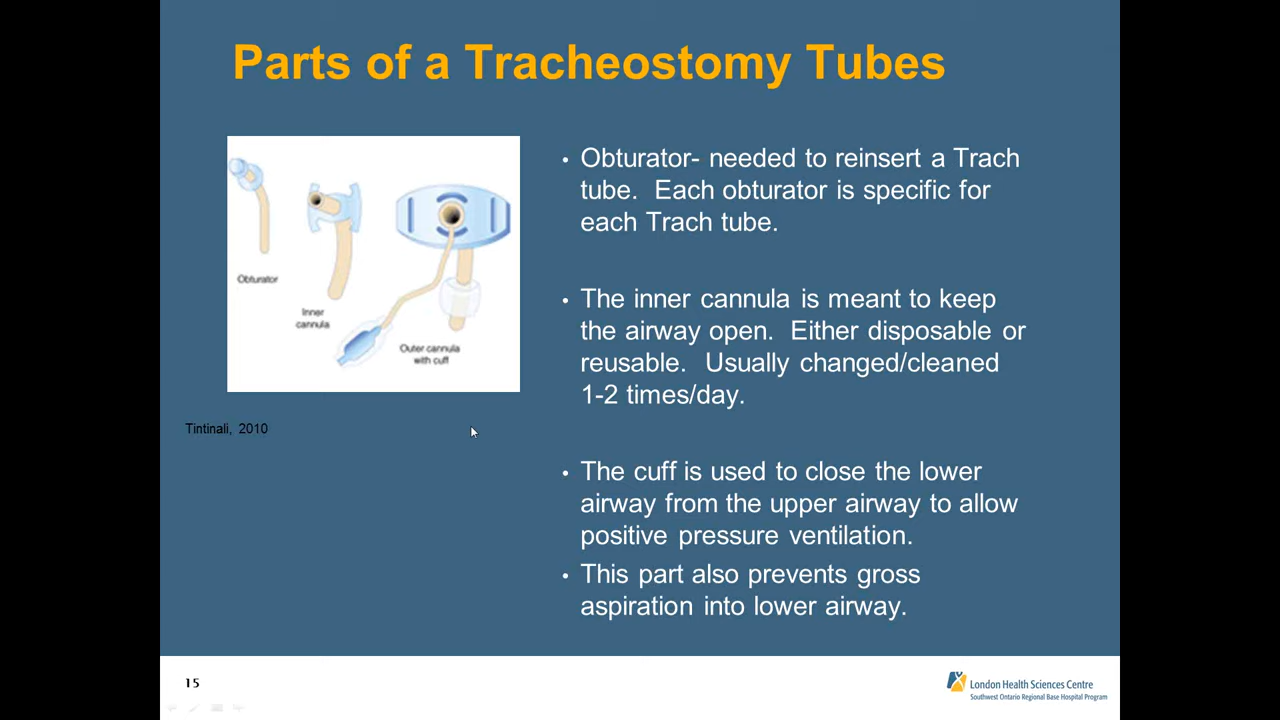 Parts of a Tracheostomy Tubes
Obturator
Inner
cannula
Outer cannula
with cuff
Tintinali, 2010
• Obturator- needed to reinsert a Trach
tube. Each obturator is specific for
each Trach tube.
• The inner cannula is meant to keep
the airway open. Either disposable or
reusable. Usually changed/cleaned
1-2 times/day.
• The cuff is used to close the lower
airway from the upper airway to allow
positive pressure ventilation.
• This part also prevents gross
aspiration into lower airway.
15
London Health Sciences Centre
Southwest Ontario Regional Base Hospital Program